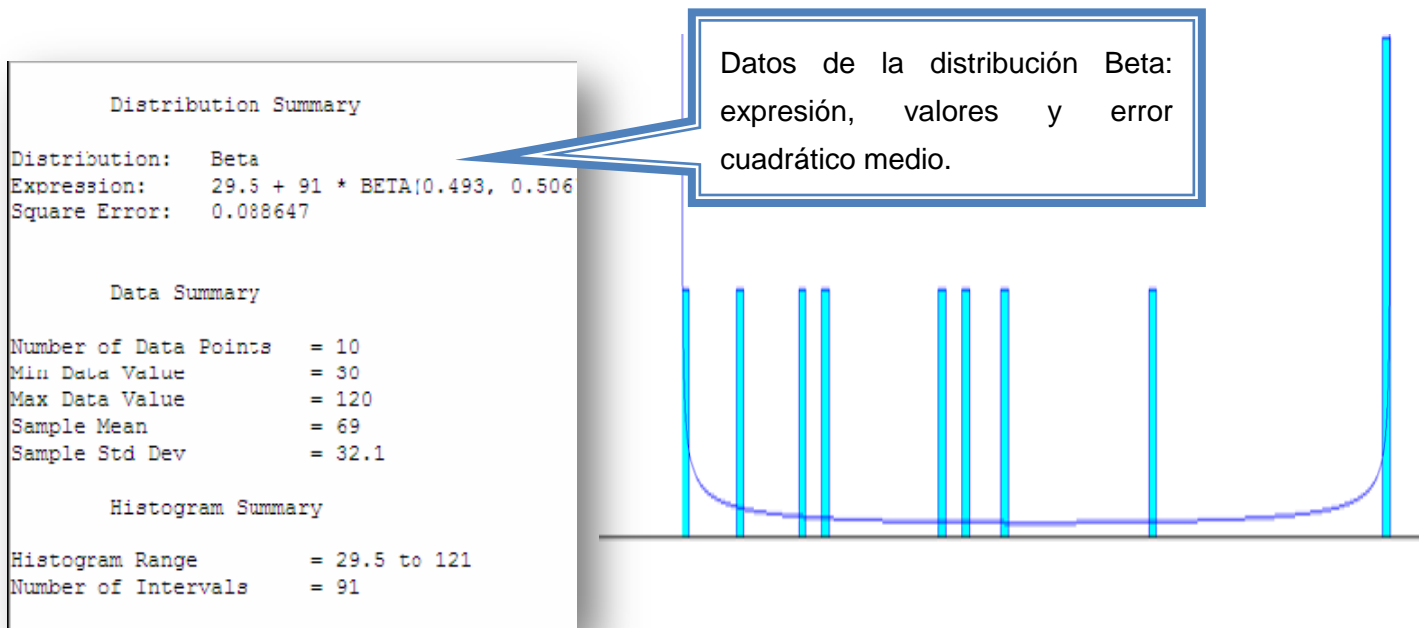 Distribution Summary
Distribution: Beta
Expression: 29.5 + 91 * BETA(0.493, 0.506
Square Error: 0.088647
Data Summary
Number of Data Points = 10
Min Data Value = 30
Max Data Value = 120
Sample Mean = 69
Sample Std Dev = 32.1
Histogram Summary
Histogram Range = 29.5 to 121
Number of Intervals = 91
Datos de la distribución Beta:
expresión, valores y error
cuadrático medio.